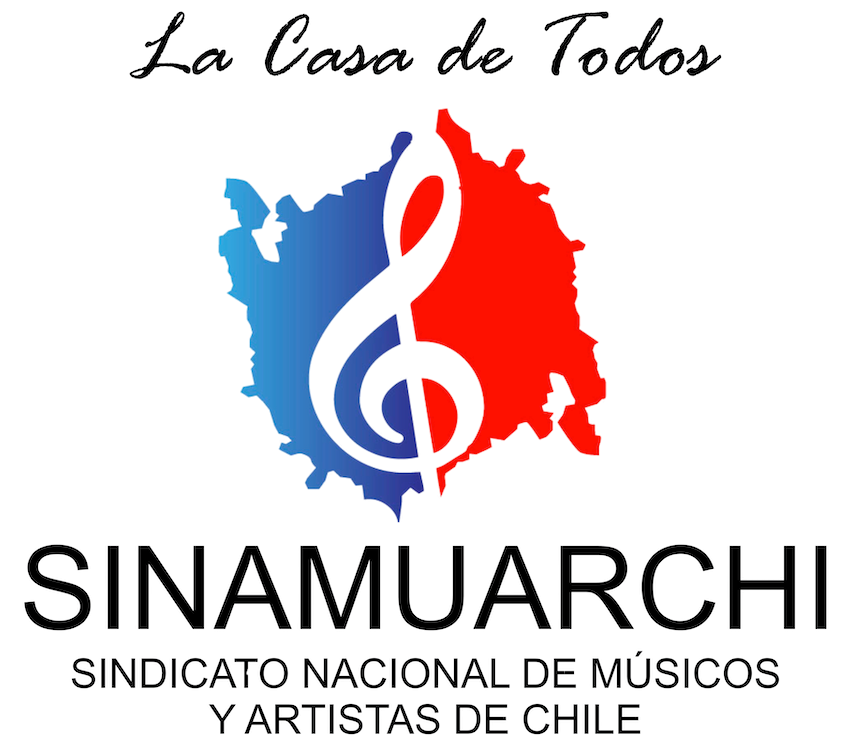 La Casa de Todos
SINAMUARCHI
SINDICATO NACIONAL DE MÚSICOS
Y ARTISTAS DE CHILE